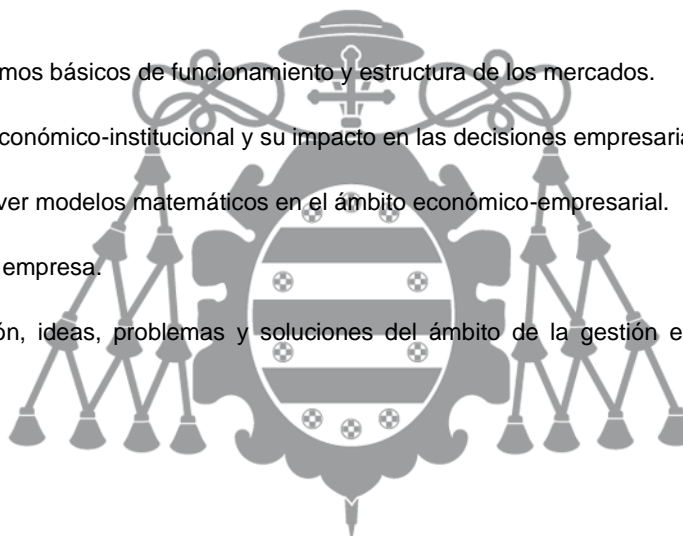 mos básicos de funcionamiento y estructura de los mercados.
conómico-institucional y su impacto en las decisiones empresaria
ver modelos matemáticos en el ámbito económico-empresarial.
empresa.
ón, ideas, problemas y soluciones del ámbito de la gestión e